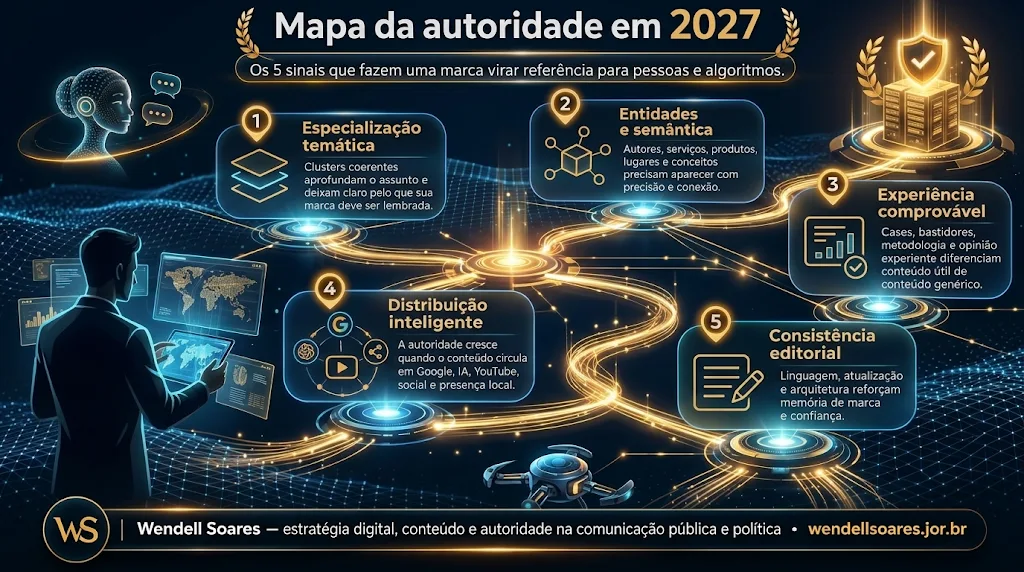 Mapa da autoridade em 2027
Os 5 sinais que fazem uma marca virar referência para pessoas e algoritmos.
1
Especialização
temática
Clusters coerentes
aprofundam o assunto e
deixam claro pelo que sua
marca deve ser lembrada.
2
Entidades
e semântica
Autores, serviços, produtos,
lugares e conceitos
precisam aparecer com
precisão e conexão.
3
Experiência
comprovável
Cases, bastidores,
metodologia e opinião
experiente diferenciam
conteúdo útil de
conteúdo genérico.
4
Distribuição
inteligente
G
A autoridade cresce
quando o conteúdo circula
em Google, IA, YouTube,
social e presença local.
5
Consistência
editorial
Linguagem, atualização
e arquitetura reforçam
memória de marca
e confiança.
WS
Wendell Soares — estratégia digital, conteúdo e autoridade na comunicação pública e política • wendellsoares.jor.br